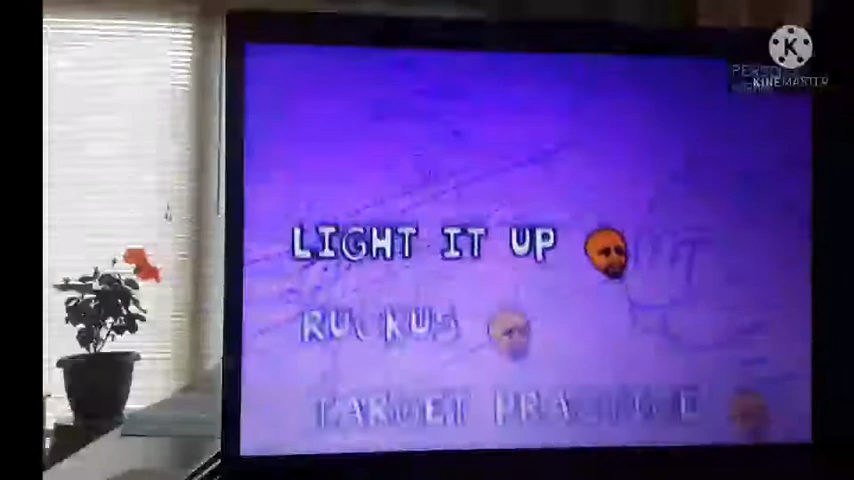 K
KINEMASTER
LIGHT IT UP
RUCKUS
TARGET PRACTICE